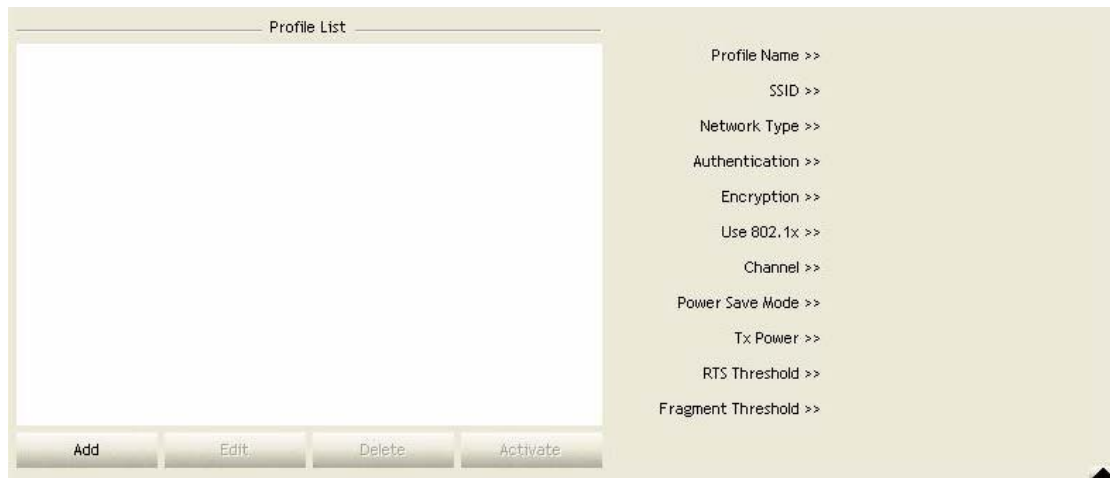 Profile List
Profile Name >>
SSID >>
Network Type >>
Authentication >>
Encryption >>
Use 802.1x >>
Channel >>
Power Save Mode >>
Tx Power >>
RTS Threshold >>
Fragment Threshold >>
Add Edit Delete Activate